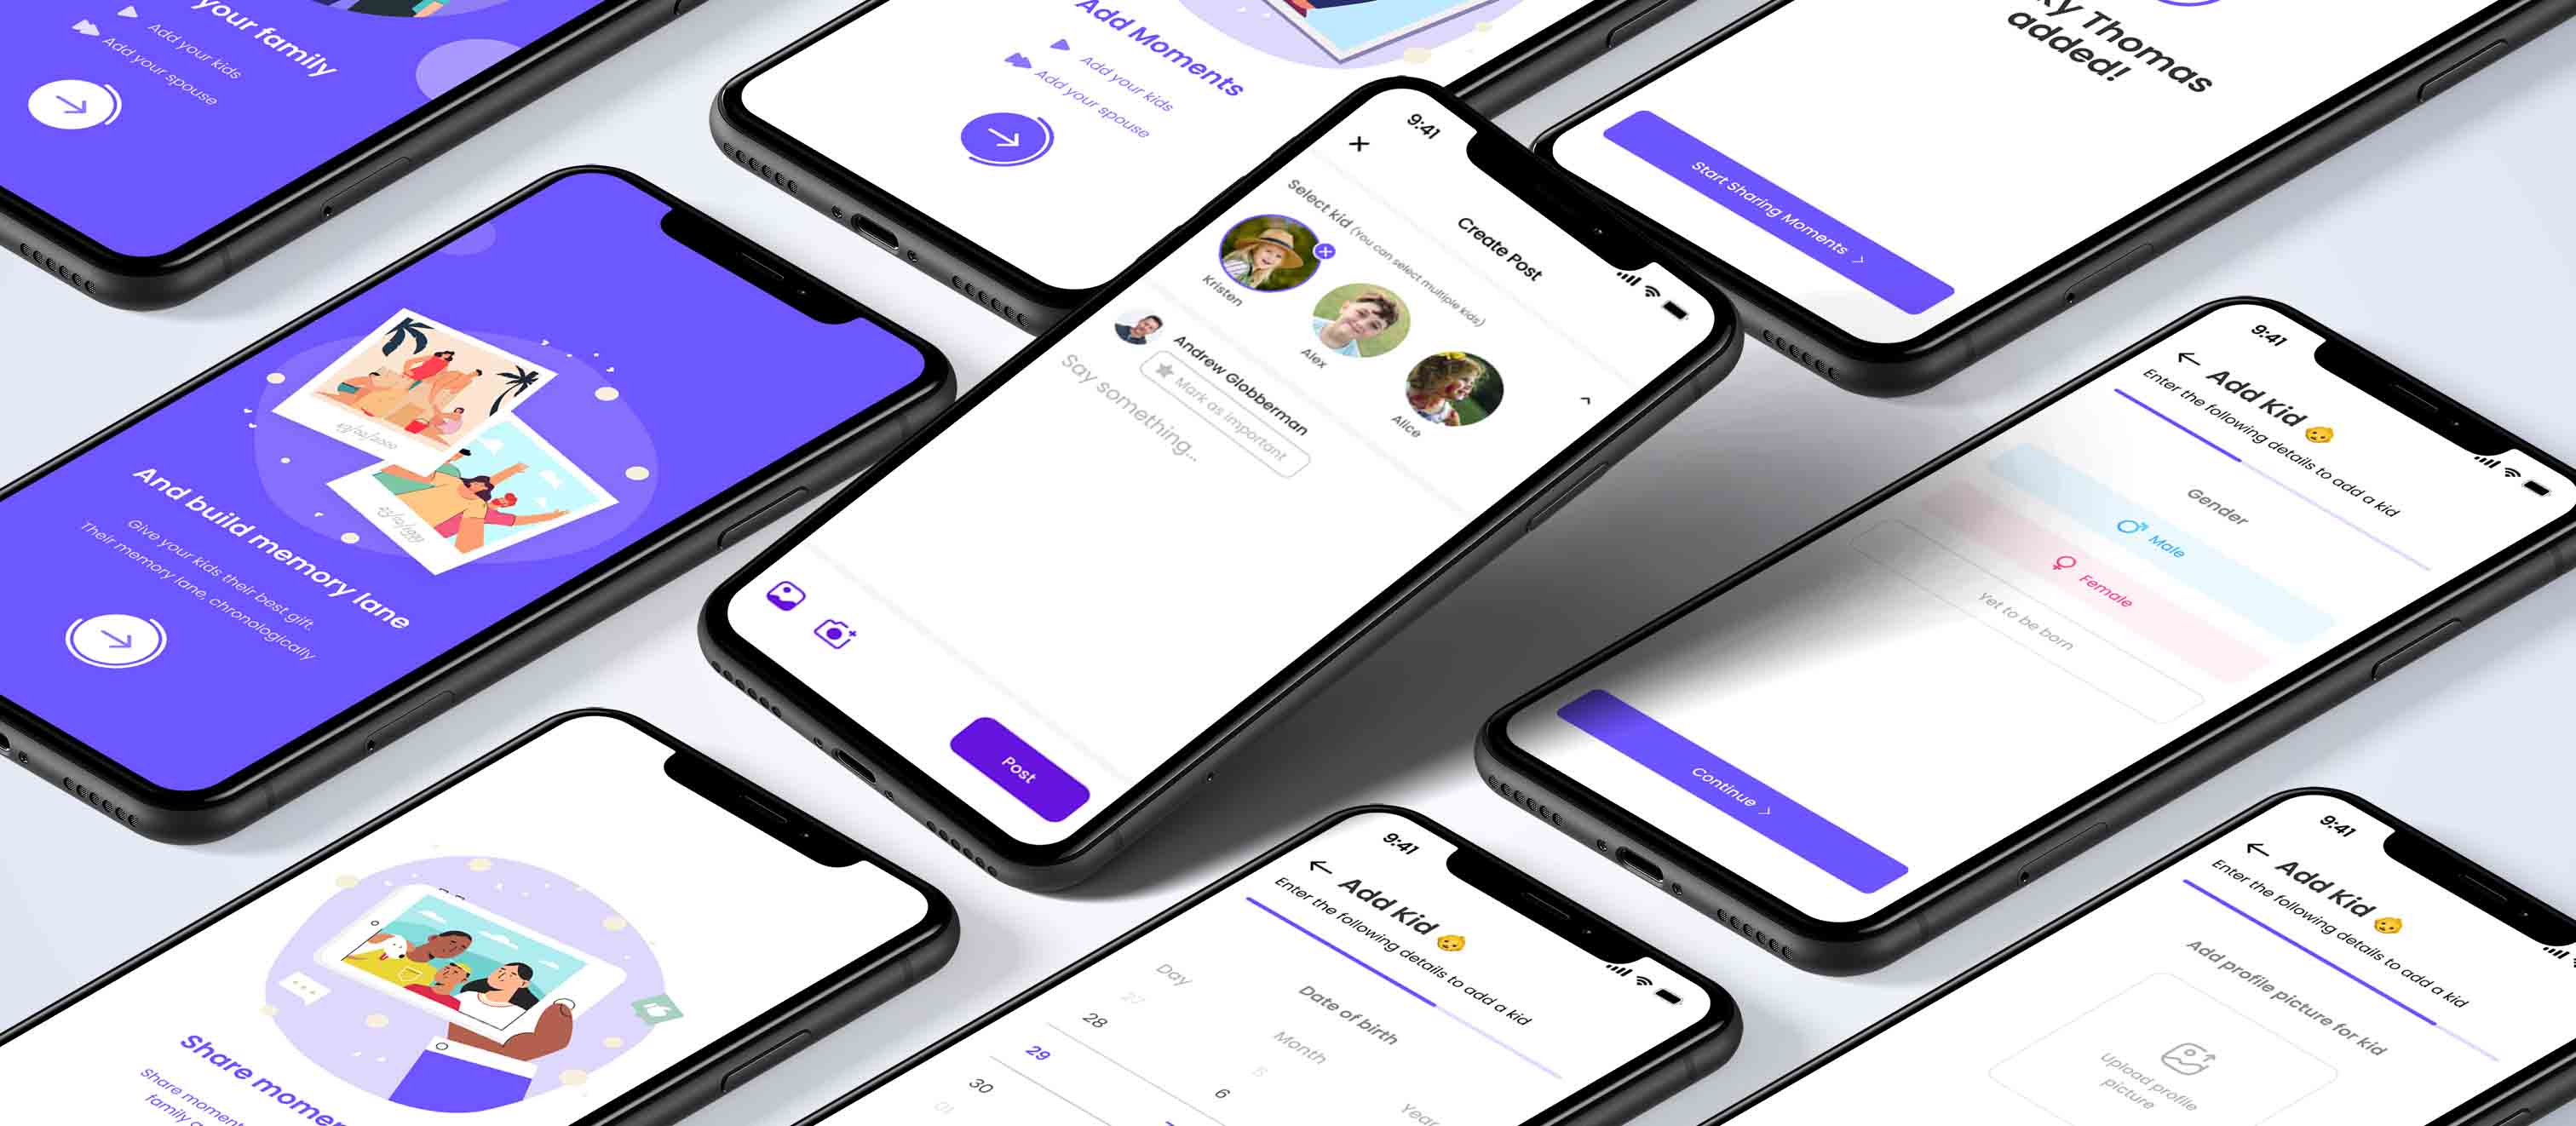 your family
Add your kids
Add your spouse
Add Moments
Add your kids
Add your spouse
ky Thomas
added!
Start Sharing Moments >
And build memory lane
Give your kids their best gift.
Their memory lane, chronologically
9:41
Create Post
Select kid (You can select multiple kids)
Kristen
Alex
Alice
Andrew Globberman
Mark as important
Say something...
Post
9:41
Add Kid
Enter the following details to add a kid
Gender
Male
Female
Yet to be born
Continue >
Share momen
Share moment
family
9:41
Add Kid
Enter the following details to add a kid
Date of birth
Day
Month
Year
27
28
29
30
01
6
9:41
Add Kid
Enter the following details to add a kid
Add profile picture for kid
Upload profile
picture